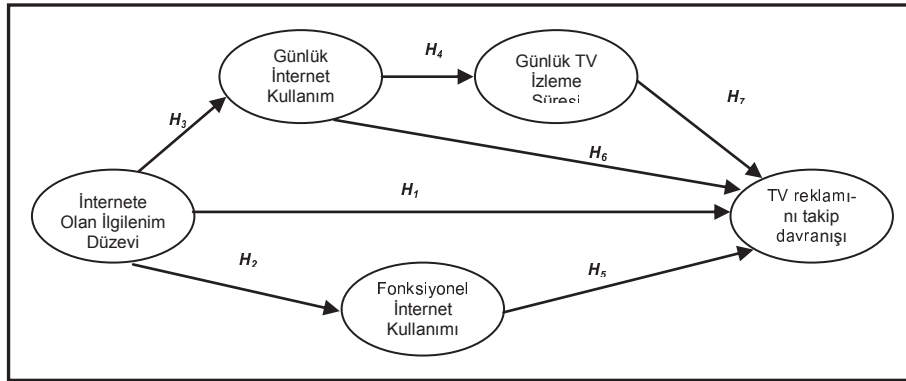 Günlük
İnternet
Kullanım
H₄
Günlük TV
İzleme
Süresi
H₇
H₃
H₆
İnternete
Olan İlgilenim
Düzevi
H₁
TV reklamı-
nı takip
davranışı
H₂
Fonksiyonel
İnternet
Kullanımı
H₅